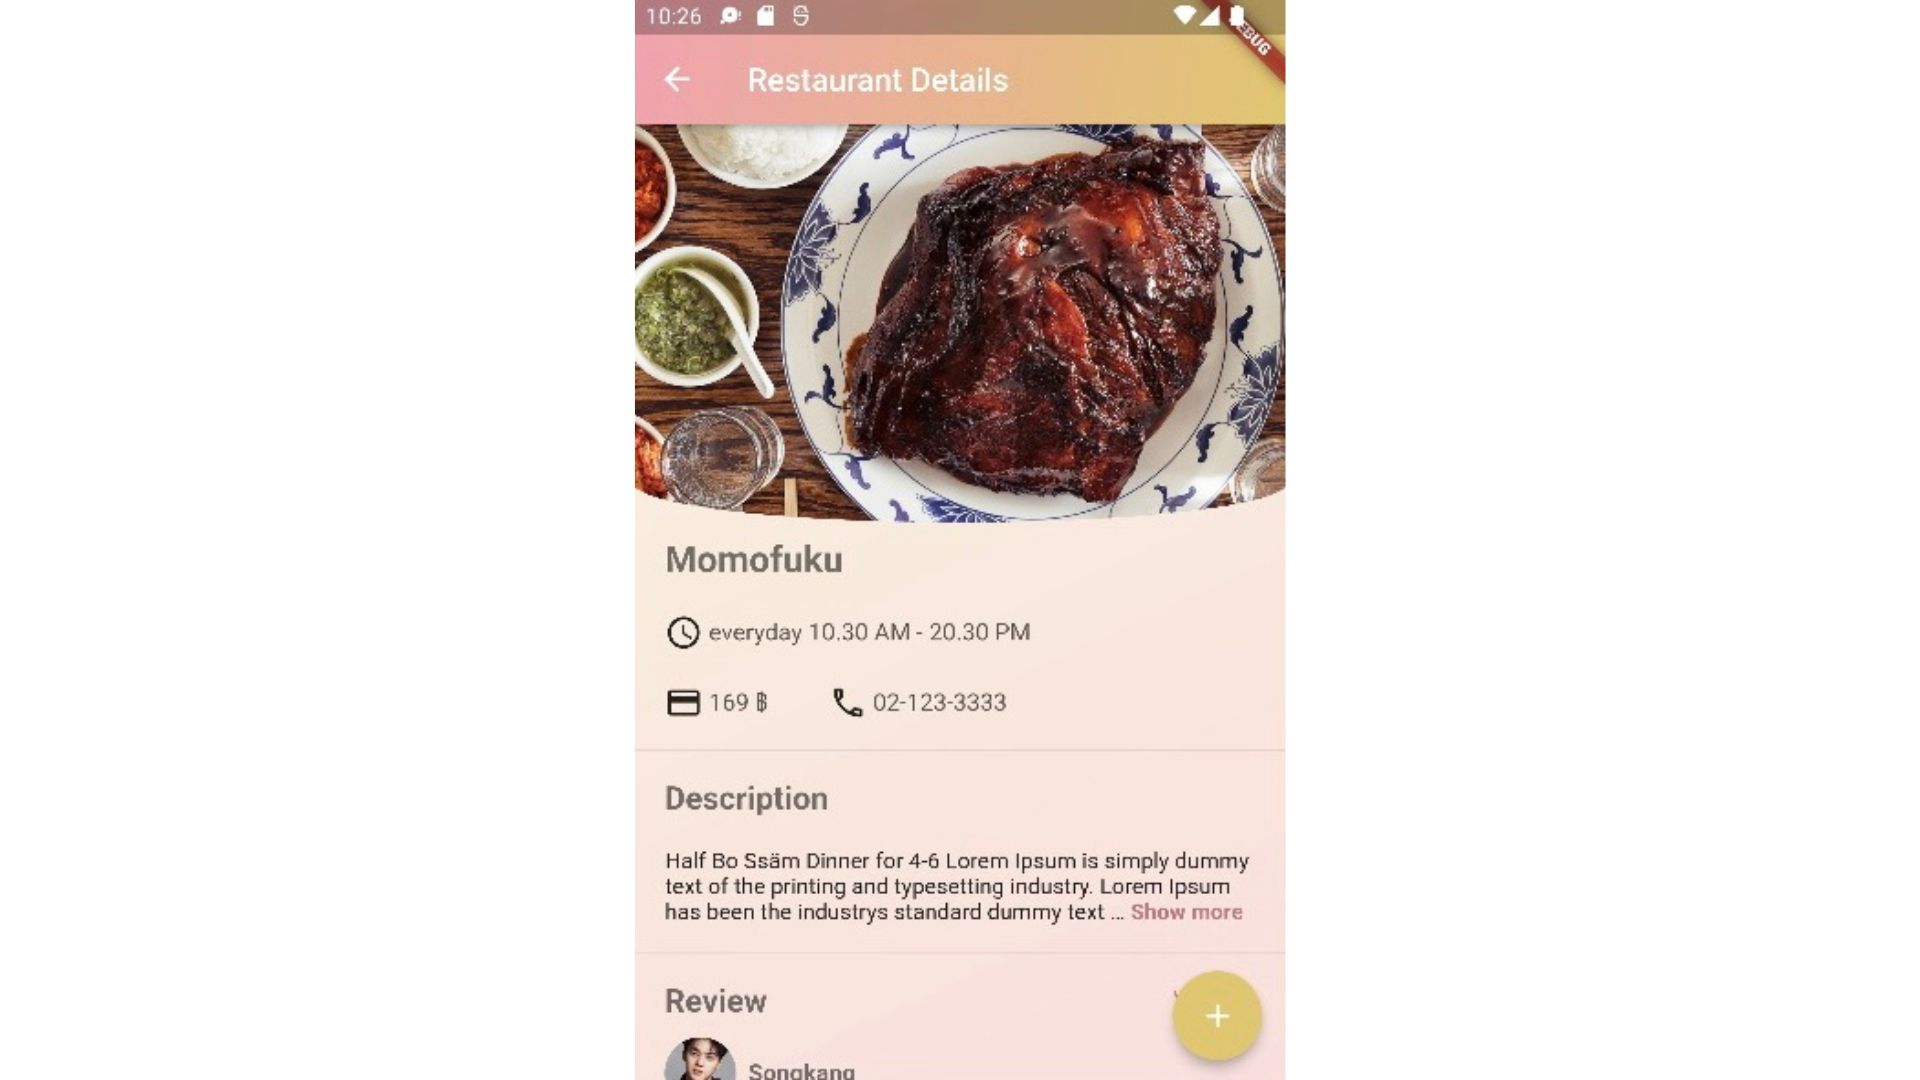 10:26
EBUG
Restaurant Details
Momofuku
everyday 10.30 AM - 20.30 PM
169 ฿
02-123-3333
Description
Half Bo Ssäm Dinner for 4-6 Lorem Ipsum is simply dummy
text of the printing and typesetting industry. Lorem Ipsum
has been the industrys standard dummy text ... Show more
Review
Songkang